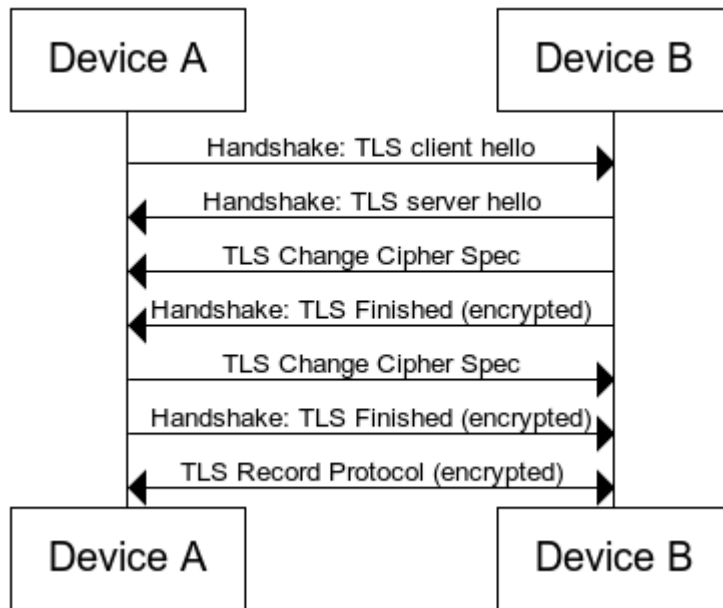 Device A
Device B
Handshake: TLS client hello
Handshake: TLS server hello
TLS Change Cipher Spec
Handshake: TLS Finished (encrypted)
TLS Change Cipher Spec
Handshake: TLS Finished (encrypted)
TLS Record Protocol (encrypted)
Device A
Device B